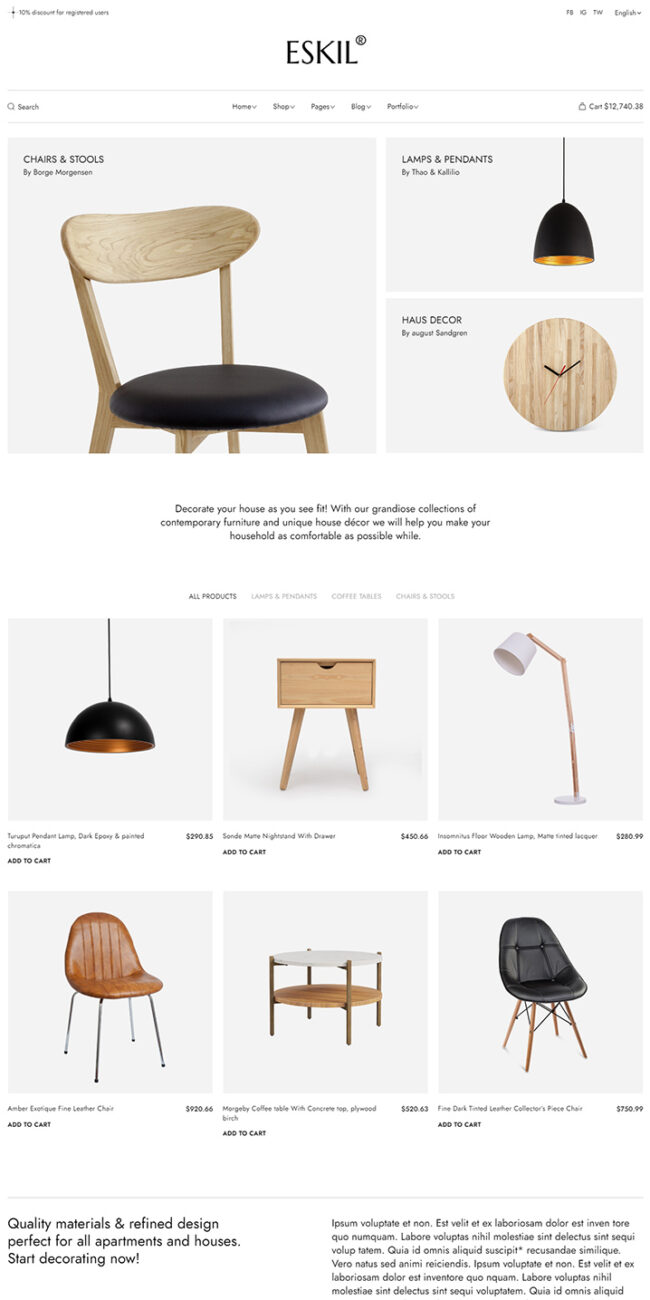 10% discount for registered users
FB IG TW English
ESKIL®
Search
Home Shop Pages Blog Portfolio
Cart $12,740.38
CHAIRS & STOOLS
By Borge Morgensen
LAMPS & PENDANTS
By Thao & Kallilio
HAUS DECOR
By august Sandgren
Decorate your house as you see fit! With our grandiose collections of
contemporary furniture and unique house décor we will help you make your
household as comfortable as possible while.
ALL PRODUCTS LAMPS & PENDANTS COFFEE TABLES CHAIRS & STOOLS
Turuput Pendant Lamp, Dark Epoxy & painted
chromatica
$290.85
ADD TO CART
Sonde Matte Nightstand With Drawer
$450.66
ADD TO CART
Insomnitus Floor Wooden Lamp, Matte tinted lacquer
$280.99
ADD TO CART
Amber Exotique Fine Leather Chair
$920.66
ADD TO CART
Morgeby Coffee table With Concrete top, plywood
birch
$520.63
ADD TO CART
Fine Dark Tinted Leather Collector's Piece Chair
$750.99
ADD TO CART
Quality materials & refined design
perfect for all apartments and houses.
Start decorating now!
Ipsum voluptate et non. Est velit et ex laboriosam dolor est inven tore
quo numquam. Labore voluptas nihil molestiae sint delectus sint sequi
volup tatem. Quia id omnis aliquid suscipit* recusandae similique.
Vero natus sed animi reiciendis. Ipsum voluptate et non. Est velit et ex
laboriosam dolor est inventore quo nquam. Labore voluptas nihil
molestiae sint delectus sint sequi voluptatem. Quia id omnis aliquid